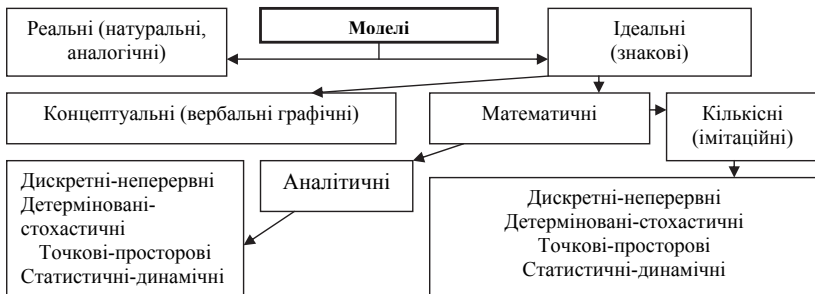 Реальні (натуральні,
аналогічні)
Моделі
Ідеальні
(знакові)
Концептуальні (вербальні графічні)
Математичні
Кількісні
(імітаційні)
Дискретні-неперервні
Детерміновані-
стохастичні
Точкові-просторові
Статистичні-динамічні
Аналітичні
Дискретні-неперервні
Детерміновані-стохастичні
Точкові-просторові
Статистичні-динамічні